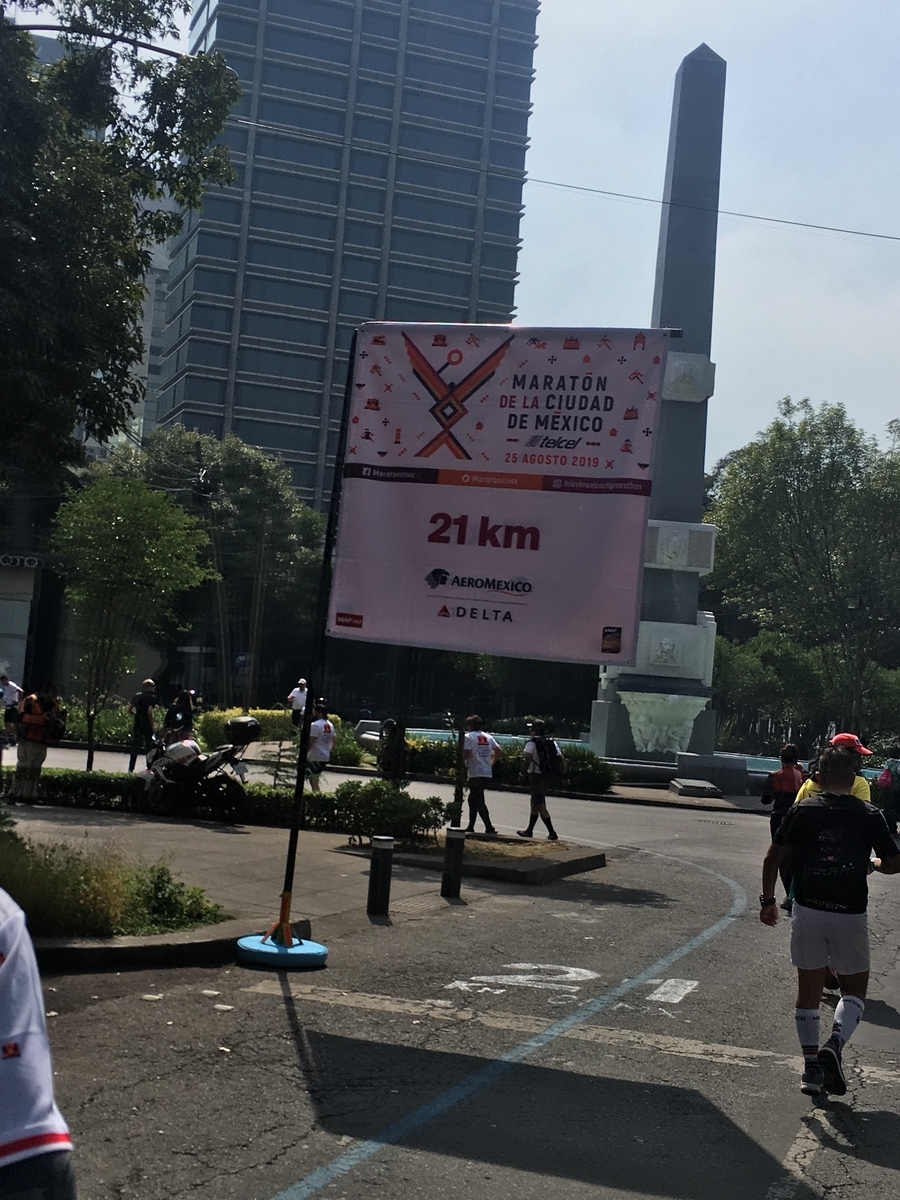 MARATÓN
DE LA CIUDAD
DE MÉXICO
telcel
25 AGOSTO 2019
21 km
AEROMEXICO
DELTA